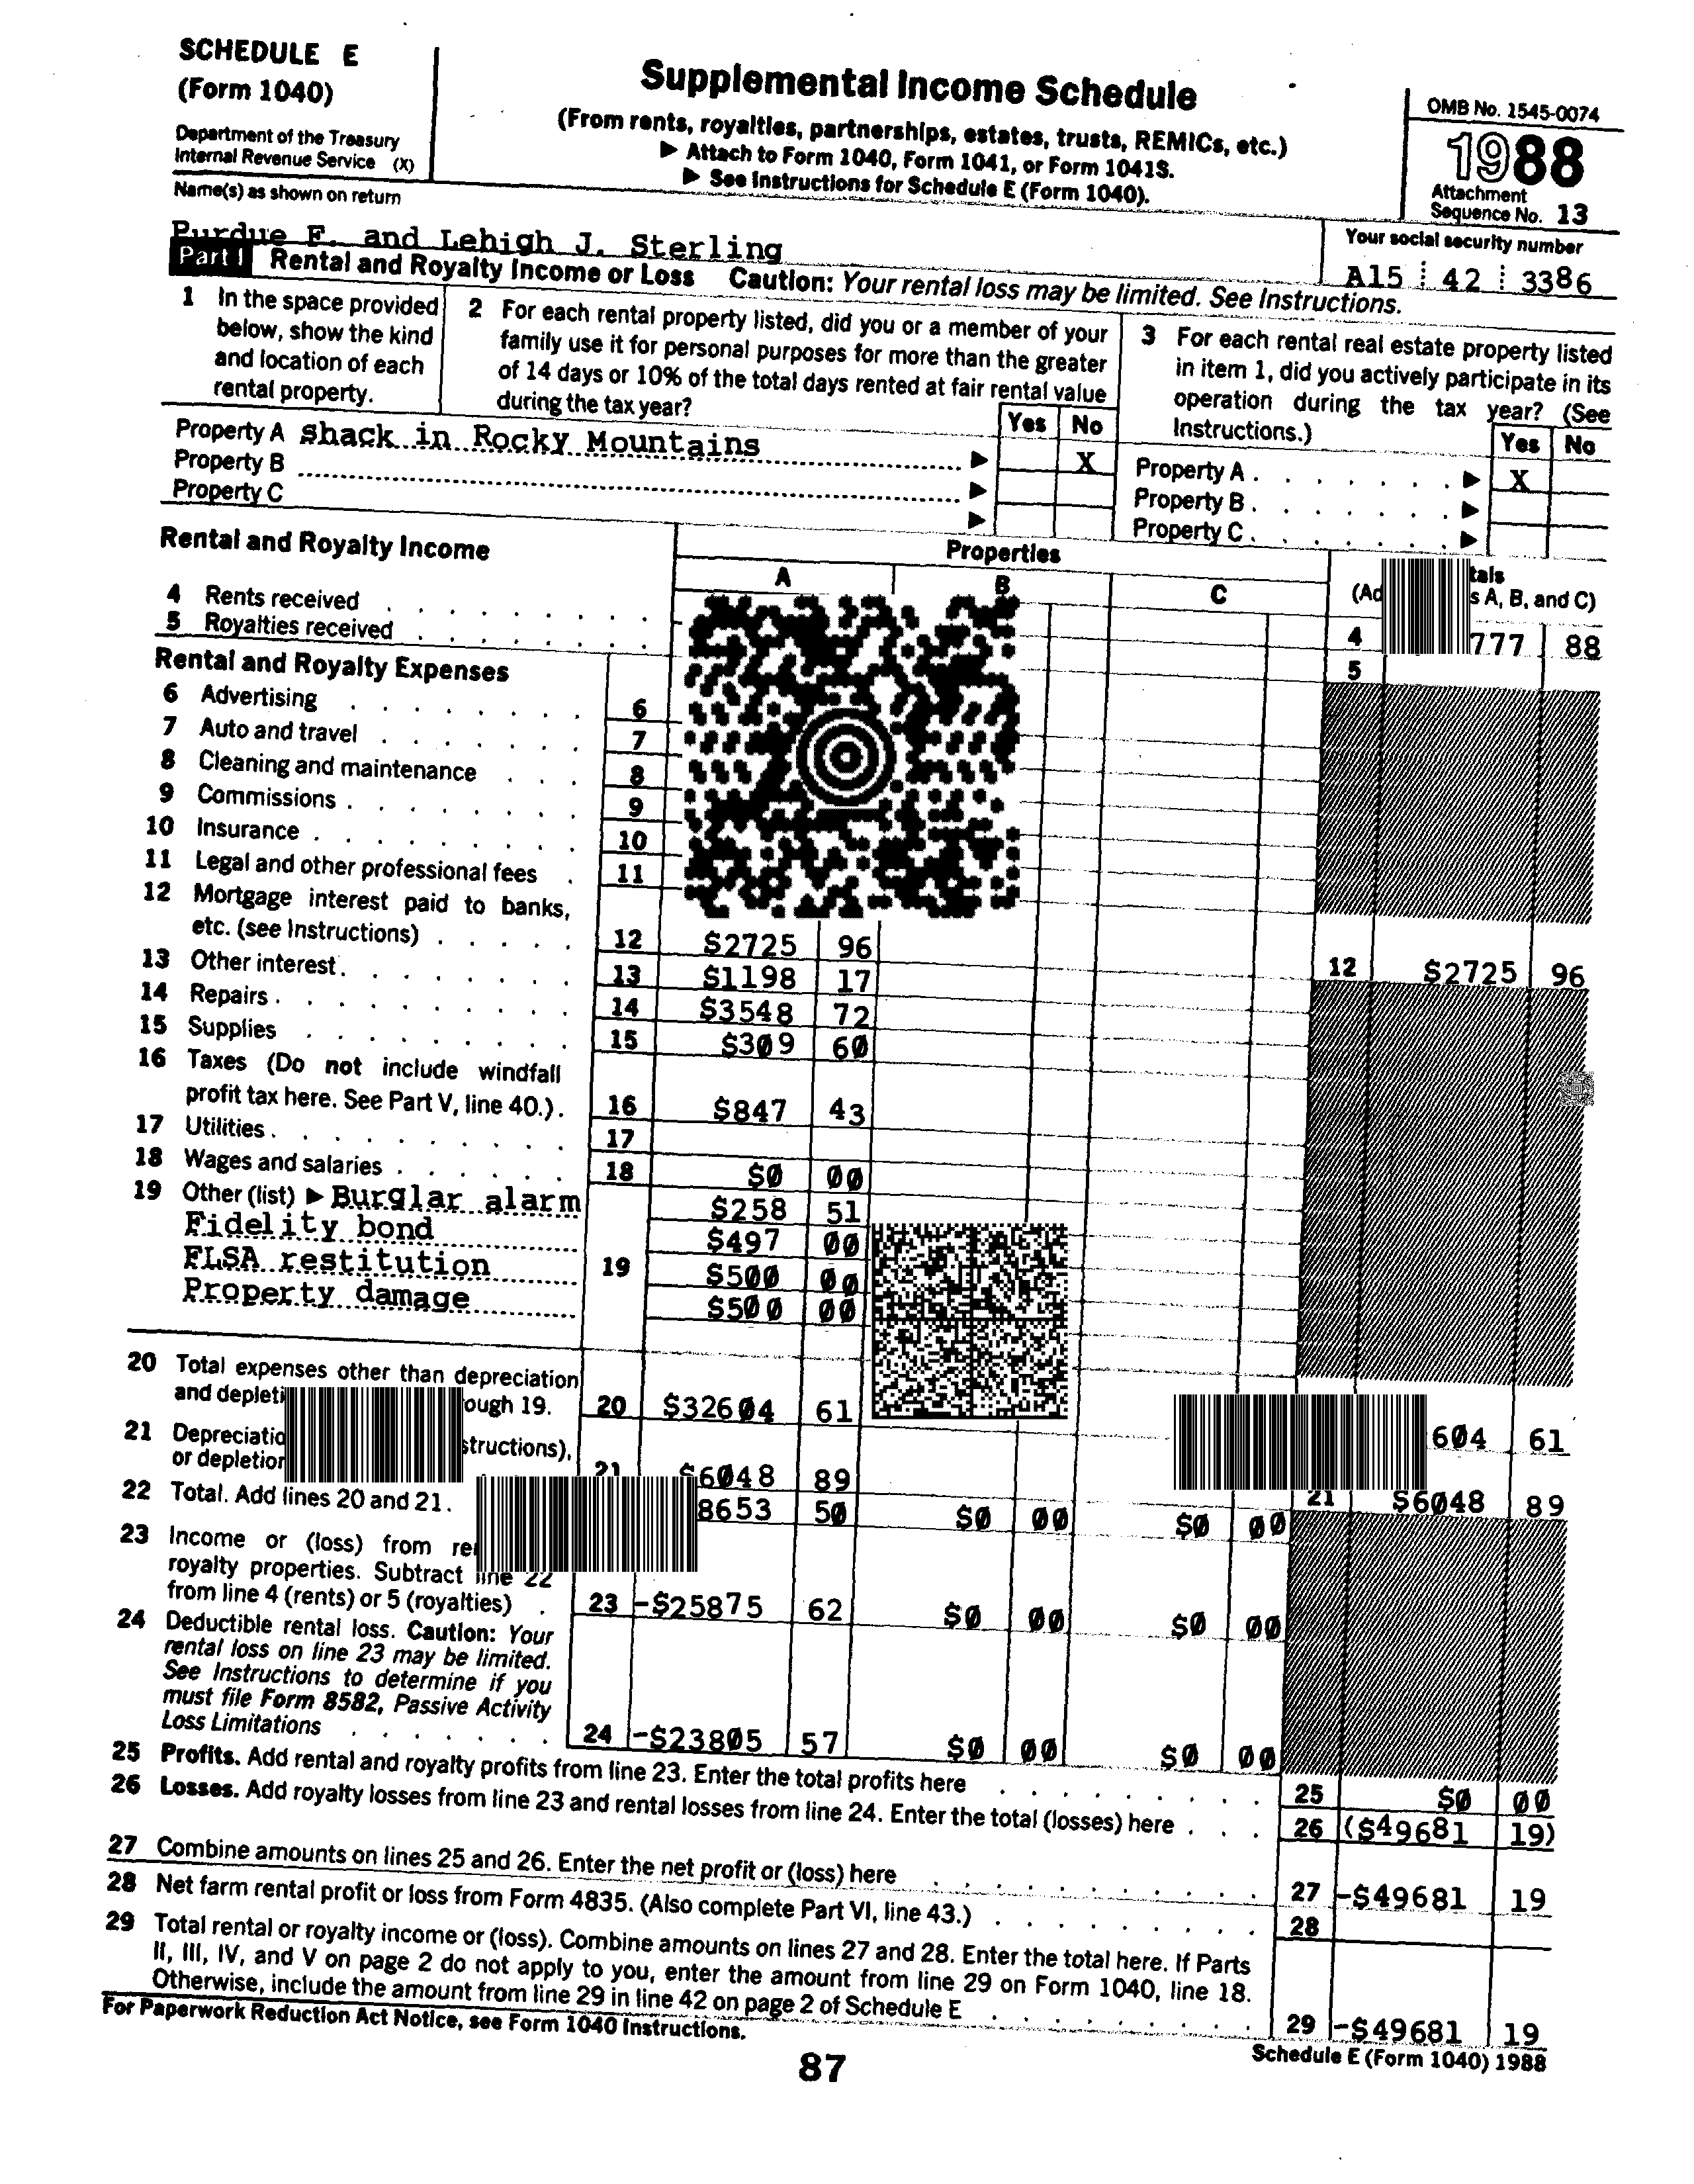 SCHEDULE E
(Form 1040)
Department of the Treasury
Internal Revenue Service (X)
Supplemental Income Schedule
(From rents, royalties, partnerships, estates, trusts, REMICs, etc.)
▶ Attach to Form 1040, Form 1041, or Form 1041S.
▶ See Instructions for Schedule E (Form 1040).
OMB No. 1545-0074
1988
Attachment
Sequence No. 13
Name(s) as shown on return
Purdue F. and Lehigh J. Sterling
Your social security number
A15 42 3386
Part I Rental and Royalty Income or Loss Caution: Your rental loss may be limited. See Instructions.
1 In the space provided
below, show the kind
and location of each
rental property.
2 For each rental property listed, did you or a member of your
family use it for personal purposes for more than the greater
of 14 days or 10% of the total days rented at fair rental value
during the tax year?
3 For each rental real estate property listed
in item 1, did you actively participate in its
operation during the tax year? (See
Instructions.)
Yes No
Yes No
Property A shack in Rocky Mountains ▶ X
Property B ▶
Property C ▶
Property A ▶ X
Property B ▶
Property C ▶
Rental and Royalty Income
Properties
A B C
(Ad s A, B, and C)
4 Rents received 4 777 88
5 Royalties received 5
Rental and Royalty Expenses
6 Advertising 6
7 Auto and travel 7
8 Cleaning and maintenance 8
9 Commissions 9
10 Insurance 10
11 Legal and other professional fees 11
12 Mortgage interest paid to banks,
etc. (see Instructions) 12 $2725 96 12 $2725 96
13 Other interest 13 $1198 17
14 Repairs 14 $3548 72
15 Supplies 15 $309 60
16 Taxes (Do not include windfall
profit tax here. See Part V, line 40.) 16 $847 43
17 Utilities 17
18 Wages and salaries 18 $0 00
19 Other (list) ▶ Burglar alarm $258 51
Fidelity bond $497 00
FLSA restitution 19 $500 00
Property damage $500 00
20 Total expenses other than depreciation
and depleti ough 19. 20 $32604 61 604 61
21 Depreciatio structions),
or depletion 21 $6048 89 21 $6048 89
22 Total. Add lines 20 and 21. 8653 50 $0 00 $0 00
23 Income or (loss) from
royalty properties. Subtract line 22
from line 4 (rents) or 5 (royalties) 23 -$25875 62 $0 00 $0 00
24 Deductible rental loss. Caution: Your
rental loss on line 23 may be limited.
See Instructions to determine if you
must file Form 8582, Passive Activity
Loss Limitations 24 -$23805 57 $0 00 $0 00
25 Profits. Add rental and royalty profits from line 23. Enter the total profits here 25 $0 00
26 Losses. Add royalty losses from line 23 and rental losses from line 24. Enter the total (losses) here 26 ($49681 19)
27 Combine amounts on lines 25 and 26. Enter the net profit or (loss) here 27 -$49681 19
28 Net farm rental profit or loss from Form 4835. (Also complete Part VI, line 43.) 28
29 Total rental or royalty income or (loss). Combine amounts on lines 27 and 28. Enter the total here. If Parts
II, III, IV, and V on page 2 do not apply to you, enter the amount from line 29 on Form 1040, line 18.
Otherwise, include the amount from line 29 in line 42 on page 2 of Schedule E 29 -$49681 19
For Paperwork Reduction Act Notice, see Form 1040 Instructions.
Schedule E (Form 1040) 1988
87